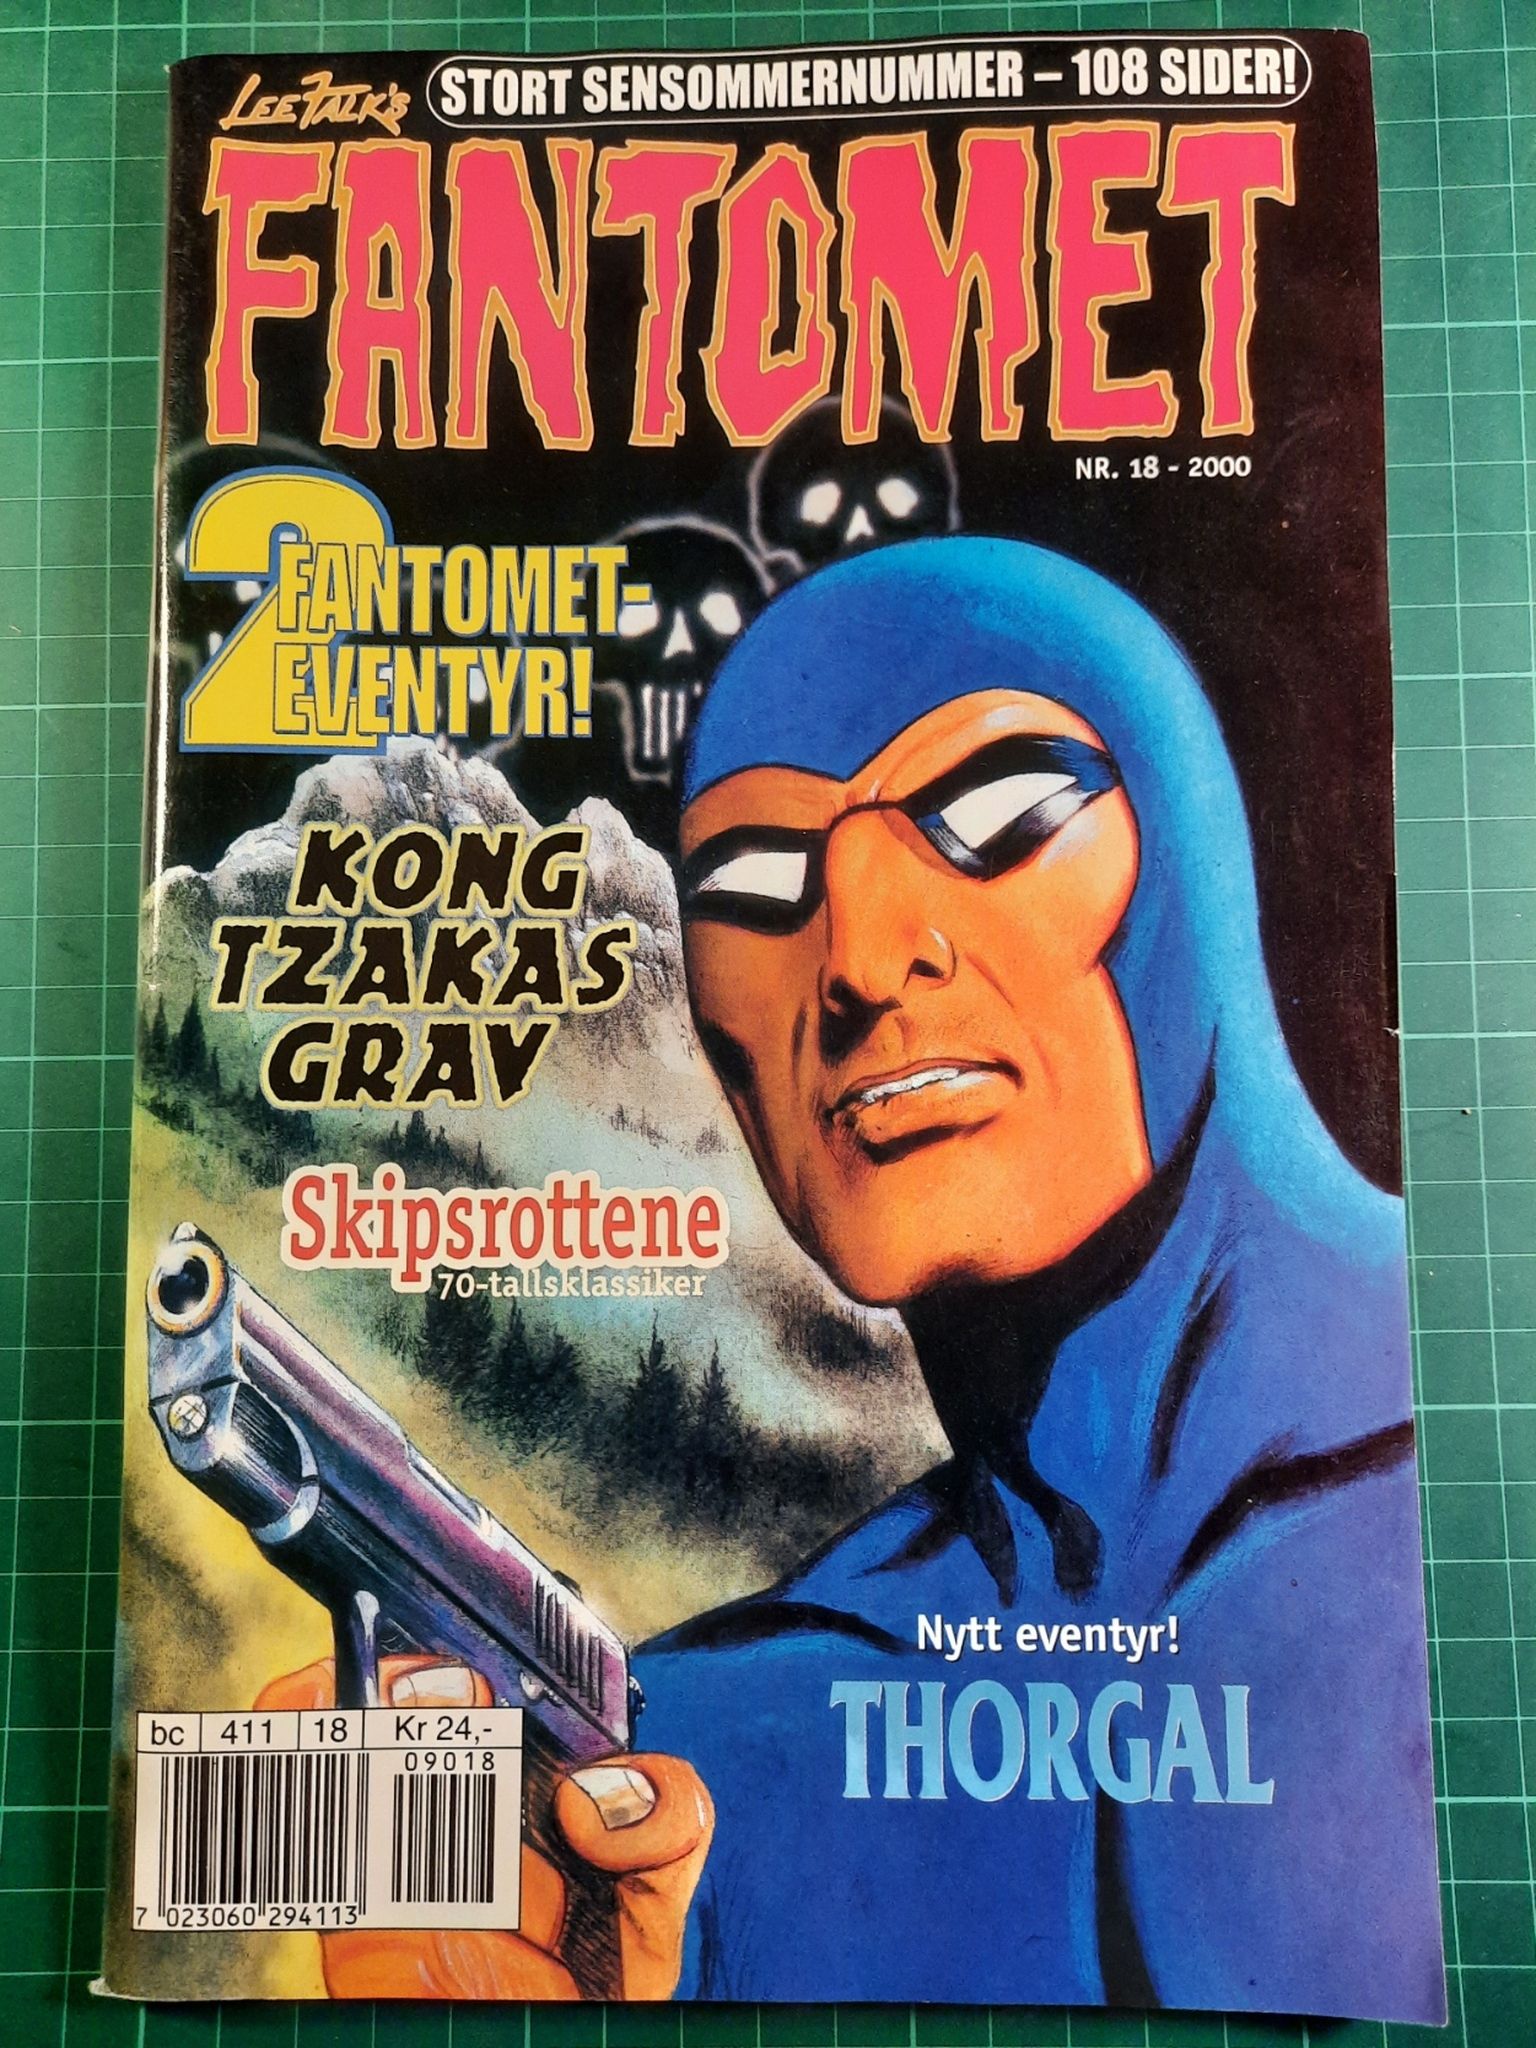 LEE FALK'S
STORT SENSOMMERNUMMER – 108 SIDER!
FANTOMET
NR. 18 - 2000
2
FANTOMET-
EVENTYR!
KONG
TZAKAS
GRAV
Skipsrottene
70-tallsklassiker
Nytt eventyr!
THORGAL
bc 411 18 Kr 24,-
09018
7 023060 294113